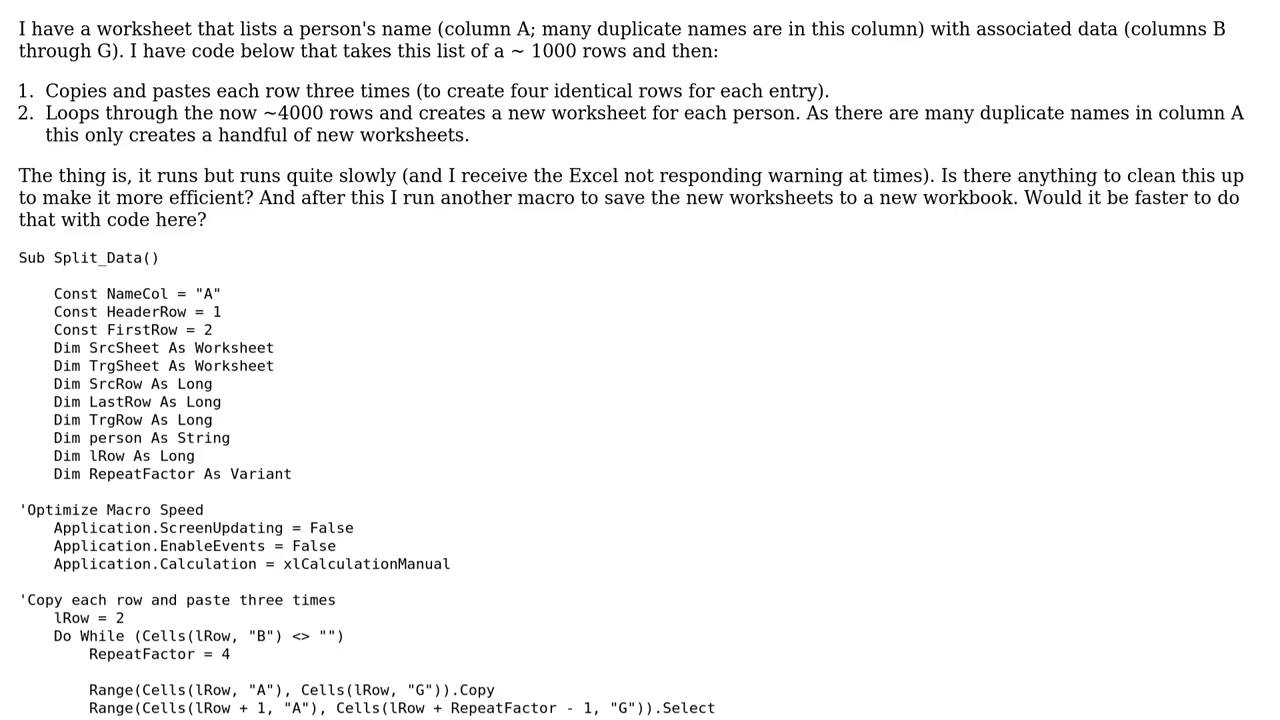 I have a worksheet that lists a person's name (column A; many duplicate names are in this column) with associated data (columns B
through G). I have code below that takes this list of a ~ 1000 rows and then:
1. Copies and pastes each row three times (to create four identical rows for each entry).
2. Loops through the now ~4000 rows and creates a new worksheet for each person. As there are many duplicate names in column A
this only creates a handful of new worksheets.
The thing is, it runs but runs quite slowly (and I receive the Excel not responding warning at times). Is there anything to clean this up
to make it more efficient? And after this I run another macro to save the new worksheets to a new workbook. Would it be faster to do
that with code here?
Sub Split_Data()
Const NameCol = "A"
Const HeaderRow = 1
Const FirstRow = 2
Dim SrcSheet As Worksheet
Dim TrgSheet As Worksheet
Dim SrcRow As Long
Dim LastRow As Long
Dim TrgRow As Long
Dim person As String
Dim lRow As Long
Dim RepeatFactor As Variant
'Optimize Macro Speed
Application.ScreenUpdating = False
Application.EnableEvents = False
Application.Calculation = xlCalculationManual
'Copy each row and paste three times
lRow = 2
Do While (Cells(lRow, "B") <> "")
RepeatFactor = 4
Range(Cells(lRow, "A"), Cells(lRow, "G")).Copy
Range(Cells(lRow + 1, "A"), Cells(lRow + RepeatFactor - 1, "G")).Select